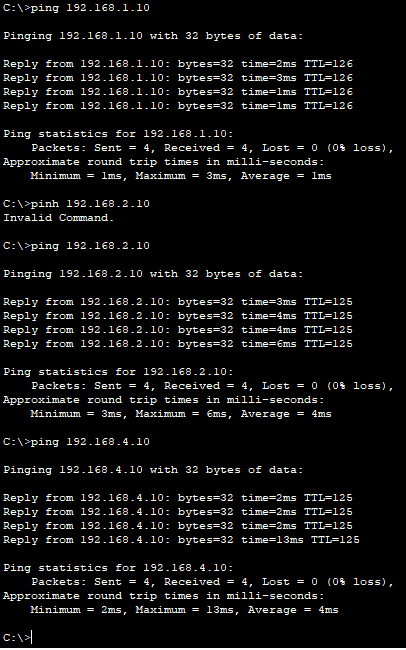 C:\>ping 192.168.1.10
Pinging 192.168.1.10 with 32 bytes of data:
Reply from 192.168.1.10: bytes=32 time=2ms TTL=126
Reply from 192.168.1.10: bytes=32 time=3ms TTL=126
Reply from 192.168.1.10: bytes=32 time=1ms TTL=126
Reply from 192.168.1.10: bytes=32 time=1ms TTL=126
Ping statistics for 192.168.1.10:
Packets: Sent = 4, Received = 4, Lost = 0 (0% loss),
Approximate round trip times in milli-seconds:
Minimum = 1ms, Maximum = 3ms, Average = 1ms
C:\>pinh 192.168.2.10
Invalid Command.
C:\>ping 192.168.2.10
Pinging 192.168.2.10 with 32 bytes of data:
Reply from 192.168.2.10: bytes=32 time=3ms TTL=125
Reply from 192.168.2.10: bytes=32 time=4ms TTL=125
Reply from 192.168.2.10: bytes=32 time=4ms TTL=125
Reply from 192.168.2.10: bytes=32 time=6ms TTL=125
Ping statistics for 192.168.2.10:
Packets: Sent = 4, Received = 4, Lost = 0 (0% loss),
Approximate round trip times in milli-seconds:
Minimum = 3ms, Maximum = 6ms, Average = 4ms
C:\>ping 192.168.4.10
Pinging 192.168.4.10 with 32 bytes of data:
Reply from 192.168.4.10: bytes=32 time=2ms TTL=125
Reply from 192.168.4.10: bytes=32 time=2ms TTL=125
Reply from 192.168.4.10: bytes=32 time=2ms TTL=125
Reply from 192.168.4.10: bytes=32 time=13ms TTL=125
Ping statistics for 192.168.4.10:
Packets: Sent = 4, Received = 4, Lost = 0 (0% loss),
Approximate round trip times in milli-seconds:
Minimum = 2ms, Maximum = 13ms, Average = 4ms
C:\>